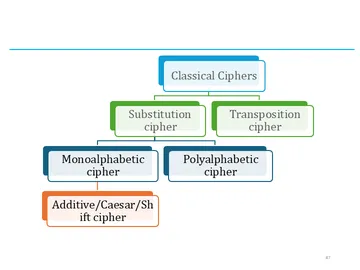 Classical Ciphers
Substitution
cipher
Transposition
cipher
Monoalphabetic
cipher
Polyalphabetic
cipher
Additive/Caesar/Sh
ift cipher